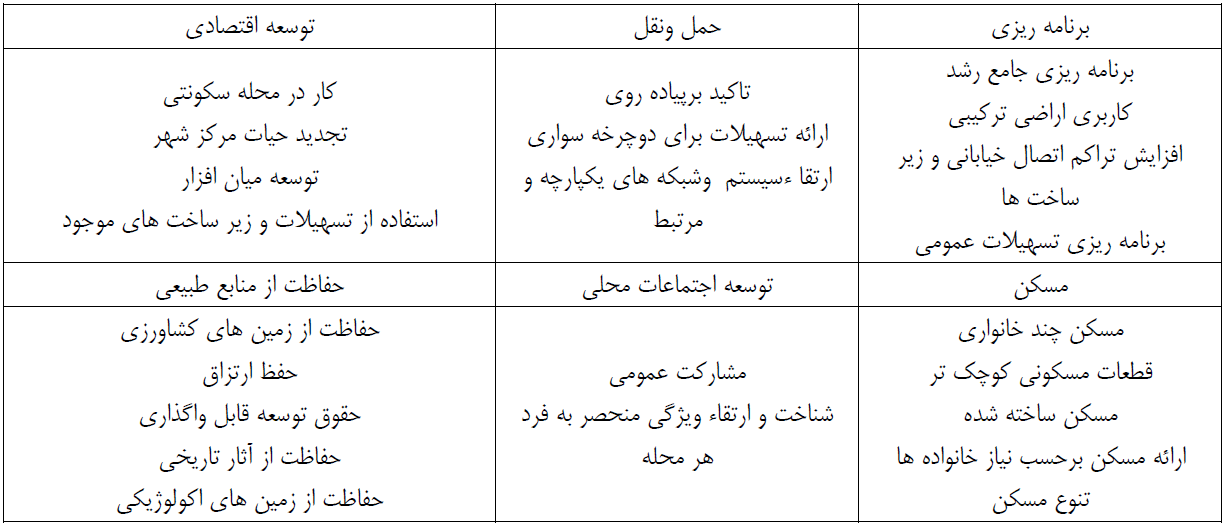 برنامه ریزی
حمل ونقل
توسعه اقتصادی
برنامه ریزی جامع رشد
کاربری اراضی ترکیبی
افزایش تراکم اتصال خیابانی و زیر
ساخت ها
برنامه ریزی تسهیلات عمومی
تاکید برپیاده روی
ارائه تسهیلات برای دوچرخه سواری
ارتقا ءسیستم وشبکه های یکپارچه و
مرتبط
کار در محله سکونتی
تجدید حیات مرکز شهر
توسعه میان افزار
استفاده از تسهیلات و زیر ساخت های موجود
مسکن
توسعه اجتماعات محلی
حفاظت از منابع طبیعی
مسکن چند خانواری
قطعات مسکونی کوچک تر
مسکن ساخته شده
ارائه مسکن برحسب نیاز خانواده ها
تنوع مسکن
مشارکت عمومی
شناخت و ارتقاء ویژگی منحصر به فرد
هر محله
حفاظت از زمین های کشاورزی
حفظ ارتزاق
حقوق توسعه قابل واگذاری
حفاظت از آثار تاریخی
حفاظت از زمین های اکولوژیکی